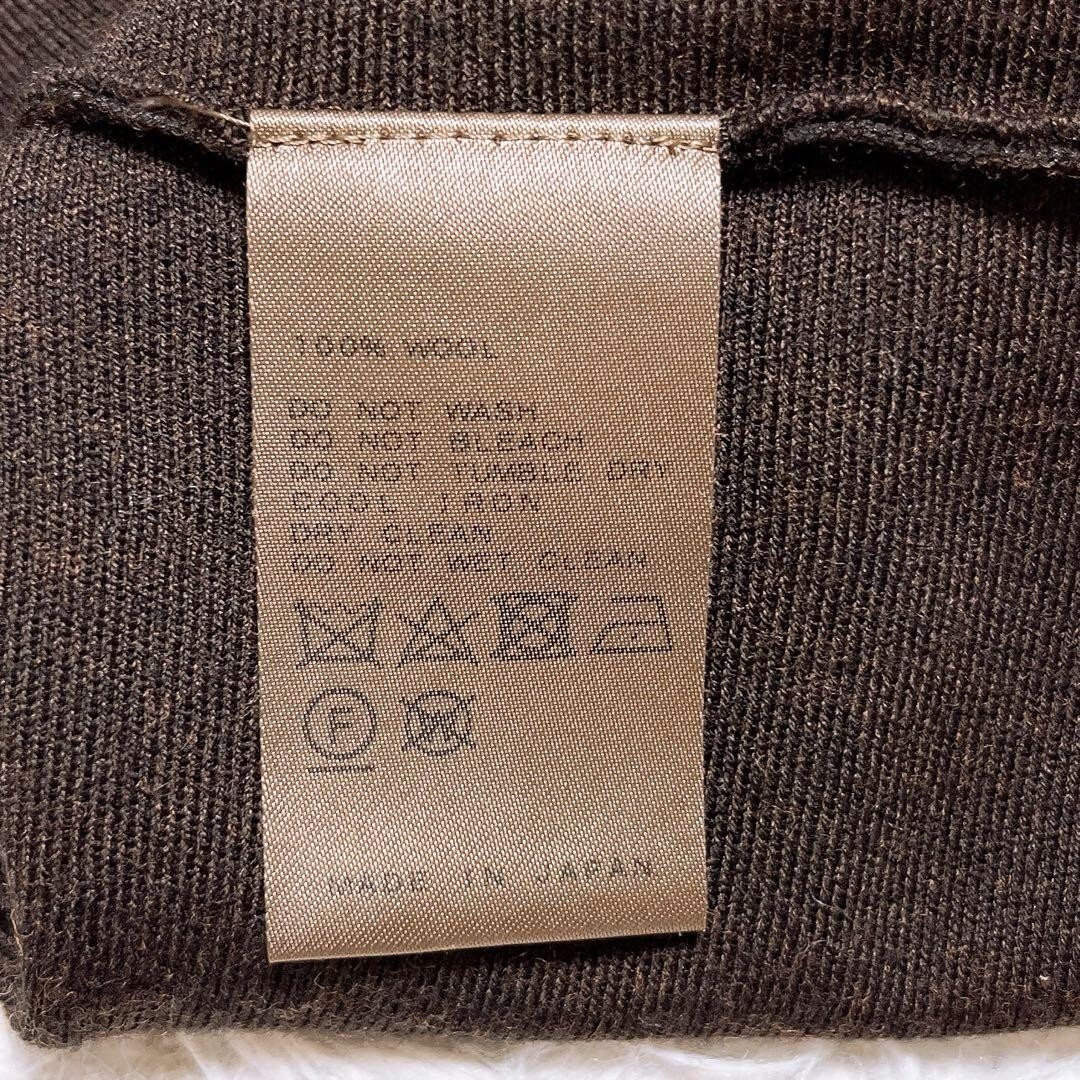 100% WOOL
DO NOT WASH
DO NOT BLEACH
DO NOT TUMBLE DRY
COOL IRON
DRY CLEAN
DO NOT WET CLEAN
F W
MADE IN JAPAN